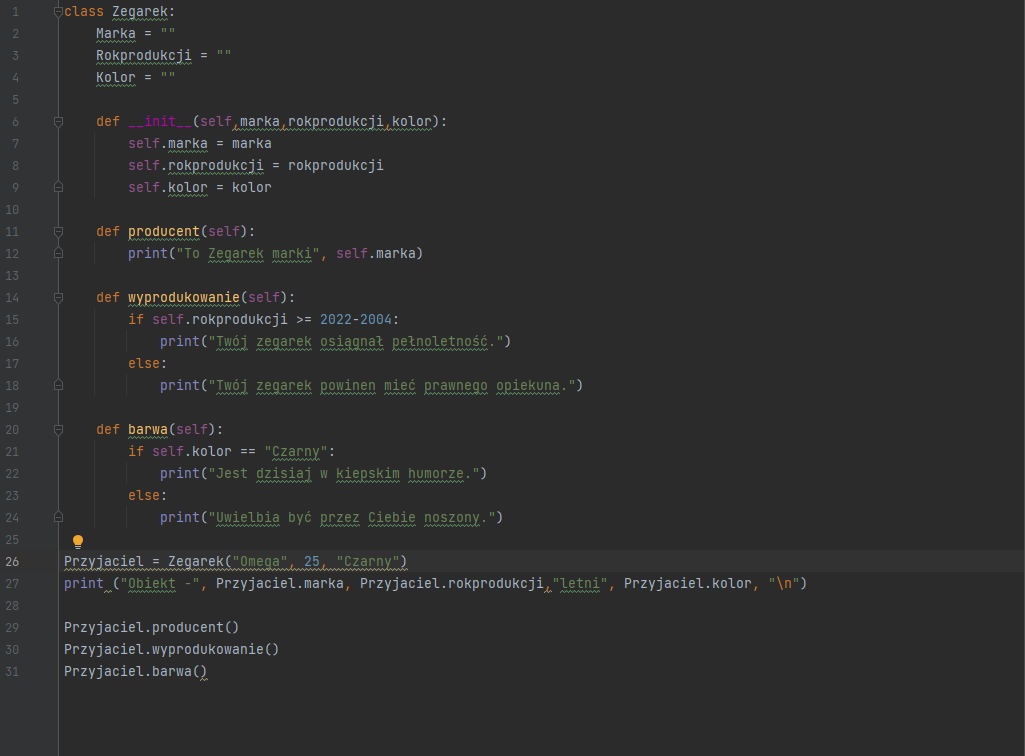 1 class Zegarek:
2 Marka = ""
3 Rokprodukcji = ""
4 Kolor = ""
5
6 def __init__(self,marka,rokprodukcji,kolor):
7 self.marka = marka
8 self.rokprodukcji = rokprodukcji
9 self.kolor = kolor
10
11 def producent(self):
12 print("To Zegarek marki", self.marka)
13
14 def wyprodukowanie(self):
15 if self.rokprodukcji >= 2022-2004:
16 print("Twój zegarek osiągnał pełnoletność.")
17 else:
18 print("Twój zegarek powinen mieć prawnego opiekuna.")
19
20 def barwa(self):
21 if self.kolor == "Czarny":
22 print("Jest dzisiaj w kiepskim humorze.")
23 else:
24 print("Uwielbia być przez Ciebie noszony.")
25
26 Przyjaciel = Zegarek("Omega", 25, "Czarny")
27 print ("Obiekt -", Przyjaciel.marka, Przyjaciel.rokprodukcji,"letni", Przyjaciel.kolor, "\n")
28
29 Przyjaciel.producent()
30 Przyjaciel.wyprodukowanie()
31 Przyjaciel.barwa()